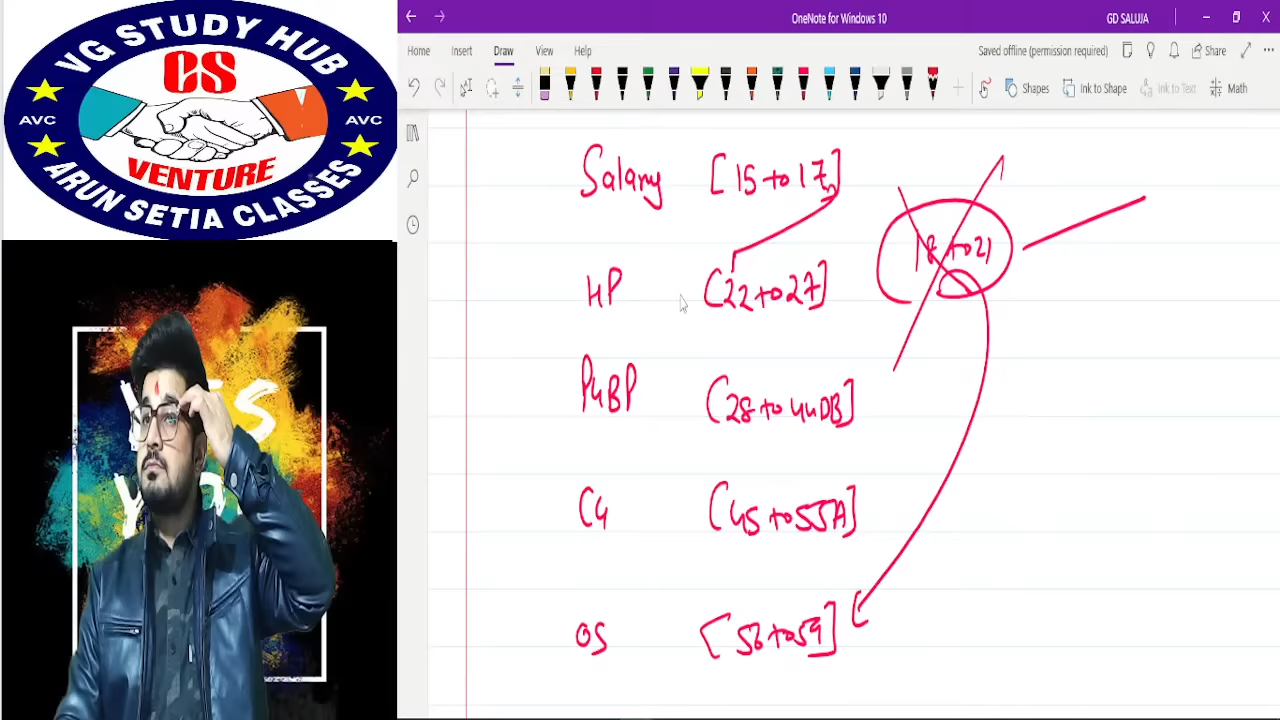 VG STUDY HUB
CS
AVC
AVC
VENTURE
ARUN SETIA CLASSES
OneNote for Windows 10
GD SALUJA
Home Insert Draw View Help
Saved offline (permission required)
Share
Shapes
Ink to Shape
Ink to Text
Math
Salary [15 to 17]
18 to 21
HP [22 to 27]
PGBP [28 to 44DB]
CG [45 to 55A]
OS [56 to 59]